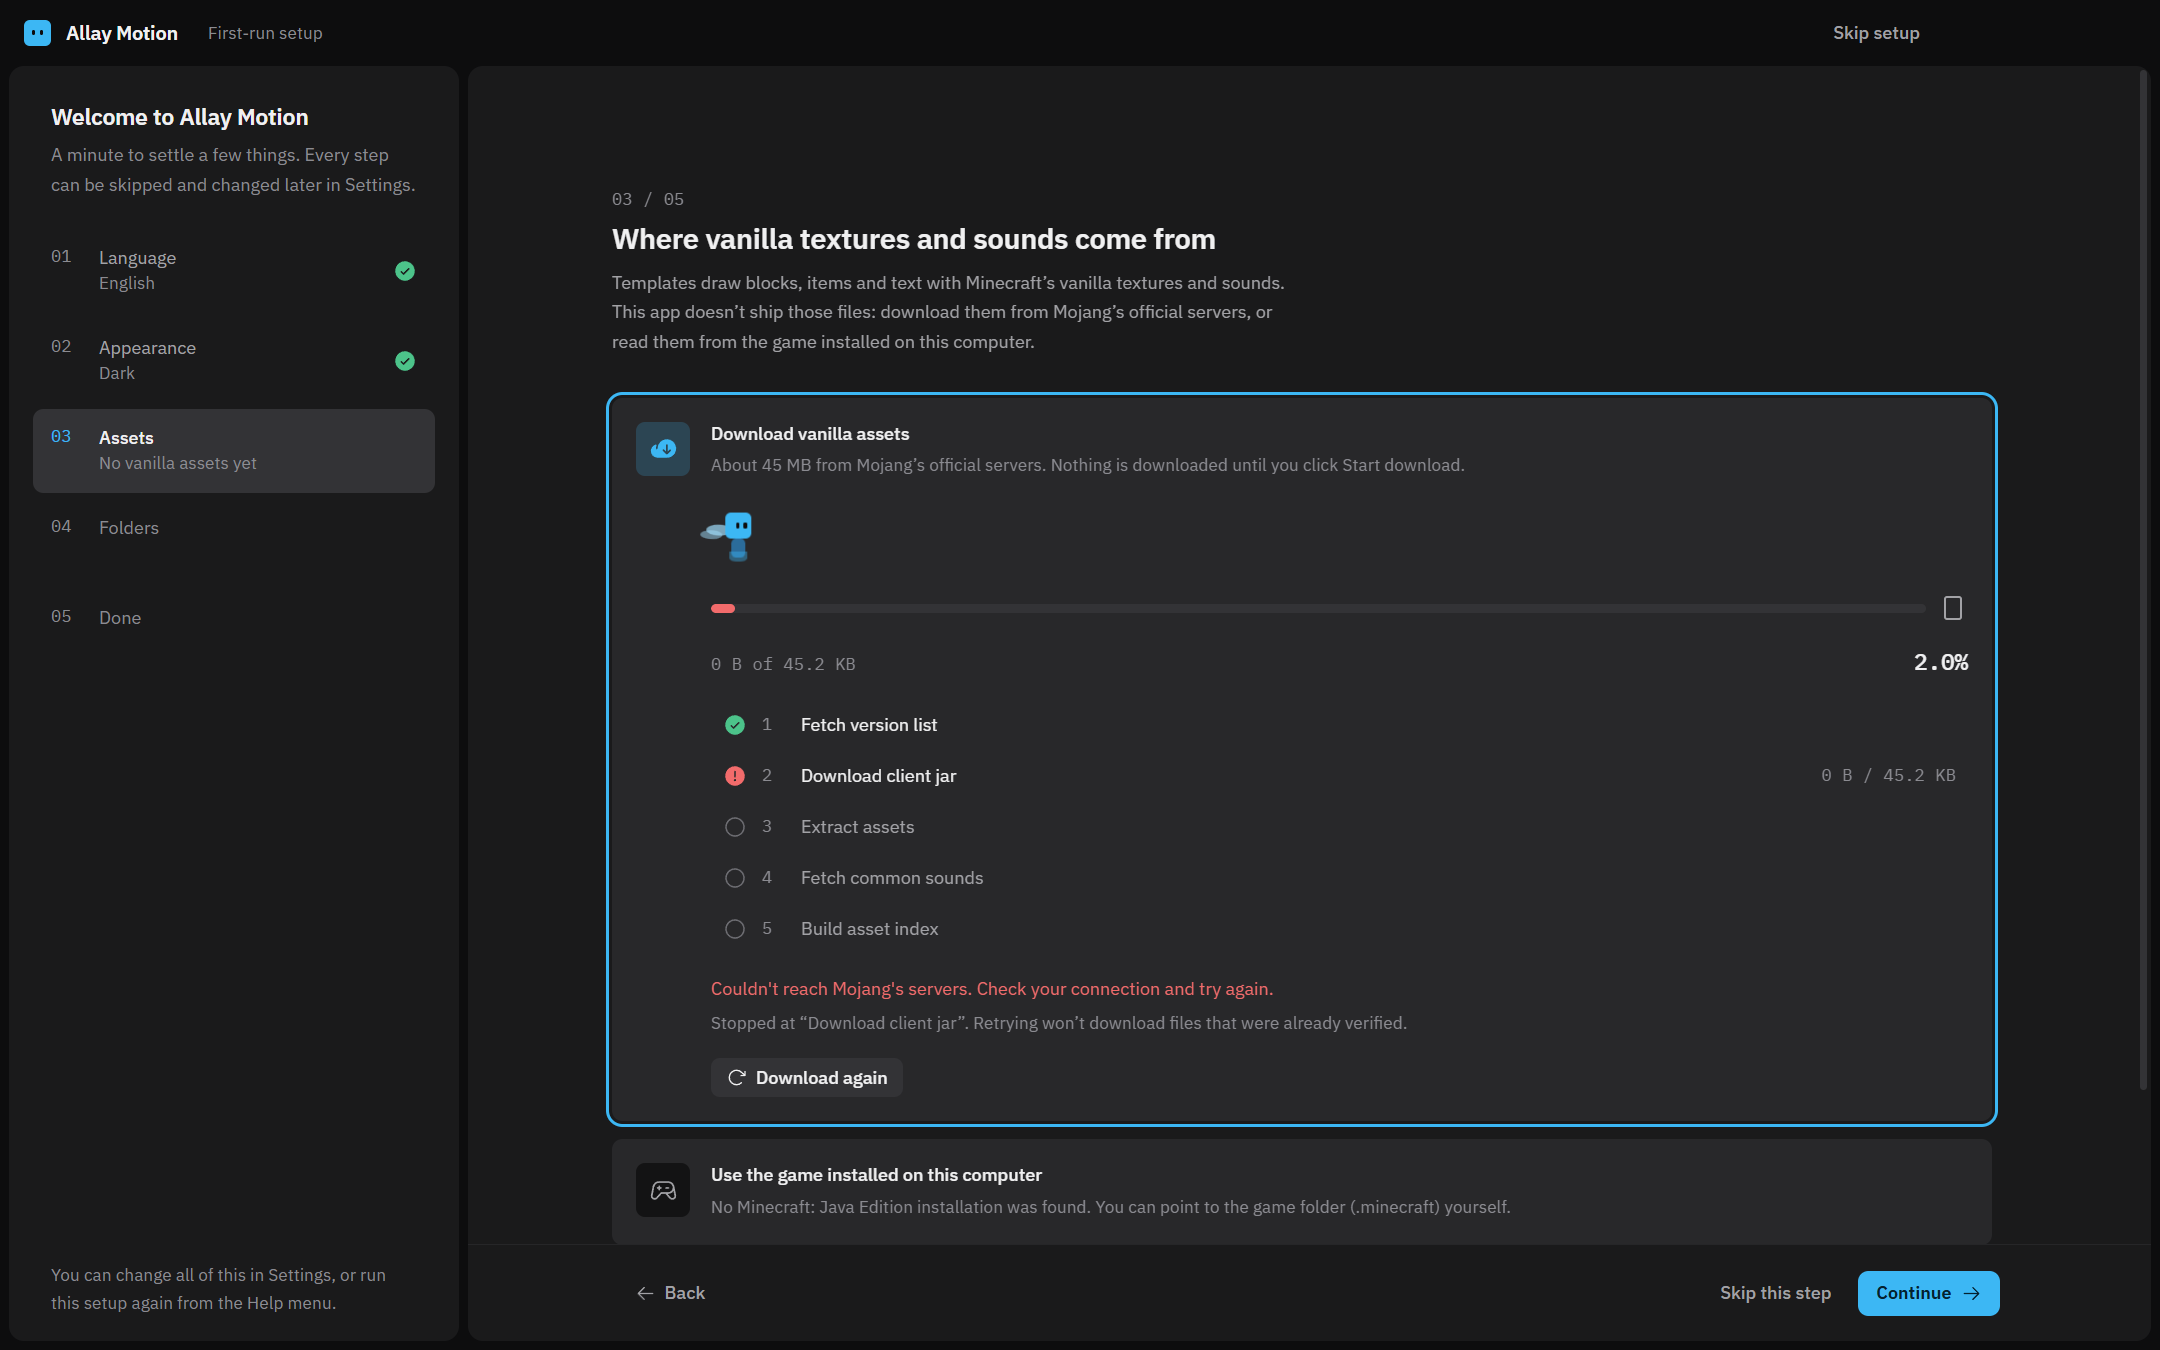 Allay Motion
First-run setup
Skip setup
Welcome to Allay Motion
A minute to settle a few things. Every step
can be skipped and changed later in Settings.
01 Language
English
02 Appearance
Dark
03 Assets
No vanilla assets yet
04 Folders
05 Done
You can change all of this in Settings, or run
this setup again from the Help menu.
03 / 05
Where vanilla textures and sounds come from
Templates draw blocks, items and text with Minecraft’s vanilla textures and sounds.
This app doesn’t ship those files: download them from Mojang’s official servers, or
read them from the game installed on this computer.
Download vanilla assets
About 45 MB from Mojang’s official servers. Nothing is downloaded until you click Start download.
0 B of 45.2 KB
2.0%
1 Fetch version list
2 Download client jar 0 B / 45.2 KB
3 Extract assets
4 Fetch common sounds
5 Build asset index
Couldn't reach Mojang's servers. Check your connection and try again.
Stopped at “Download client jar”. Retrying won’t download files that were already verified.
Download again
Use the game installed on this computer
No Minecraft: Java Edition installation was found. You can point to the game folder (.minecraft) yourself.
Back
Skip this step
Continue